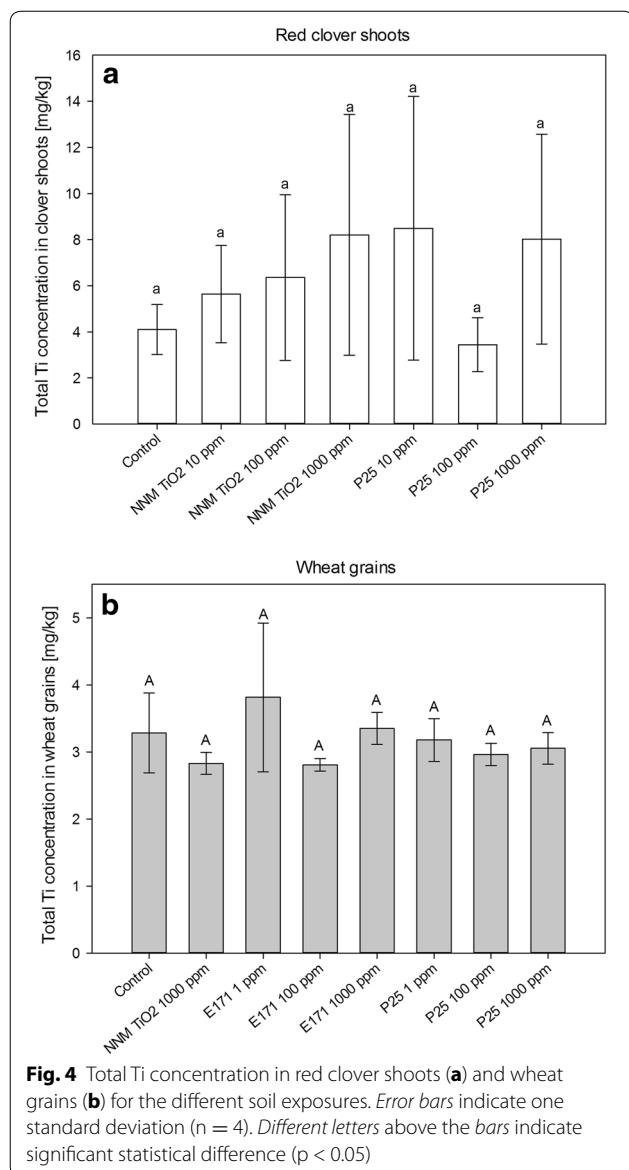 Red clover shoots
a
Total Ti concentration in clover shoots [mg/kg]
16
14
12
10
8
6
4
2
0
a
a
a
a
a
a
a
Control
NNM TiO2 10 ppm
NNM TiO2 100 ppm
NNM TiO2 1000 ppm
P25 10 ppm
P25 100 ppm
P25 1000 ppm
Wheat grains
b
Total Ti concentration in wheat grains [mg/kg]
5
4
3
2
1
0
A
A
A
A
A
A
A
A
Control
NNM TiO2 1000 ppm
E171 1 ppm
E171 100 ppm
E171 1000 ppm
P25 1 ppm
P25 100 ppm
P25 1000 ppm
Fig. 4 Total Ti concentration in red clover shoots (a) and wheat
grains (b) for the different soil exposures. Error bars indicate one
standard deviation (n = 4). Different letters above the bars indicate
significant statistical difference (p < 0.05)